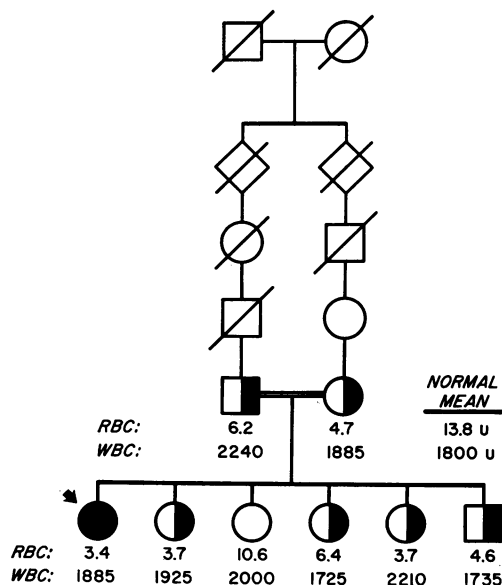 NORMAL
MEAN
RBC: 6.2 4.7 13.8 u
WBC: 2240 1885 1800 u
RBC: 3.4 3.7 10.6 6.4 3.7 4.6
WBC: 1885 1925 2000 1725 2210 1735